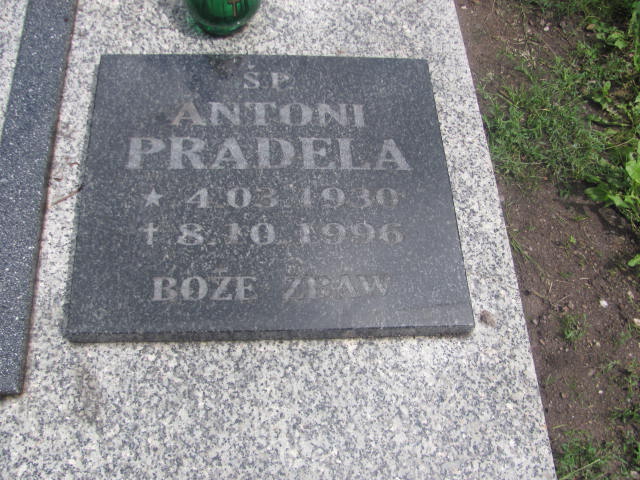 Ś.P.
ANTONI
PRADELA
★ 4.03.1930
† 8.10.1996
BOŻE ZBAW